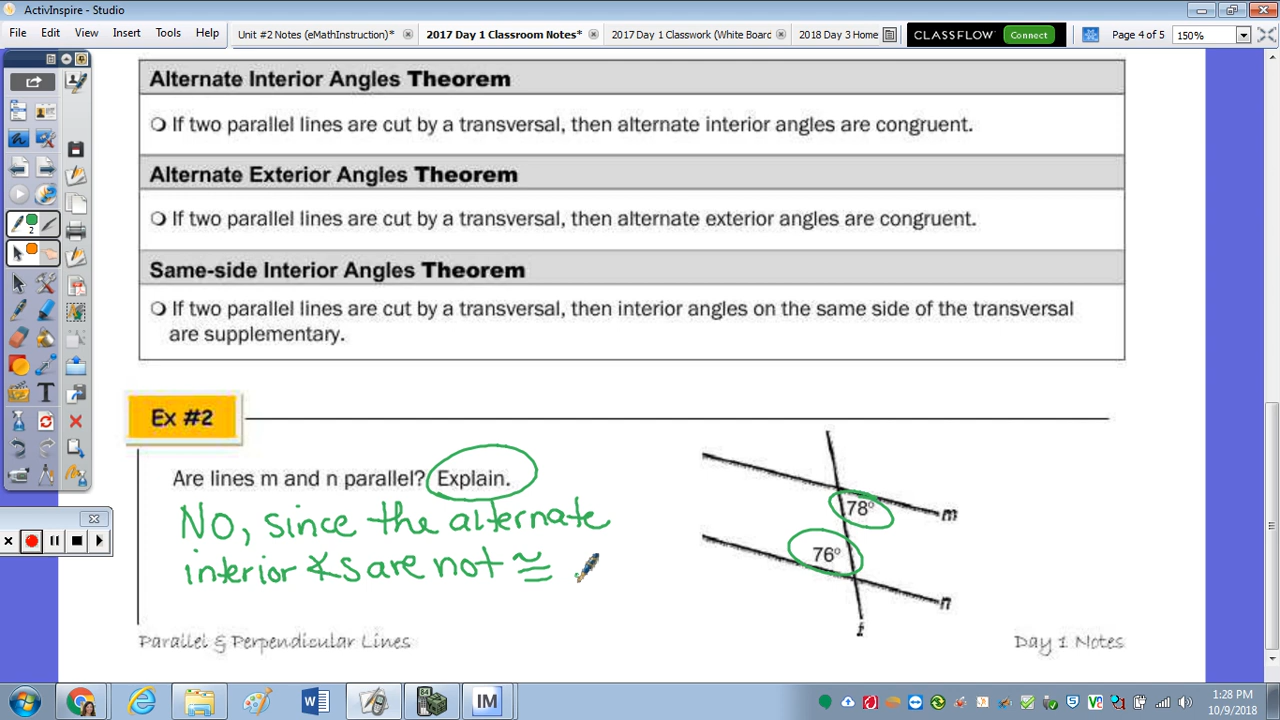 ActivInspire - Studio
File Edit View Insert Tools Help
Unit #2 Notes (eMathInstruction)*
2017 Day 1 Classroom Notes*
2017 Day 1 Classwork (White Boarc
2013 Day 3 Home
CLASSFLOW Connect
Page 4 of 5
150%
2
Alternate Interior Angles Theorem
If two parallel lines are cut by a transversal, then alternate interior angles are congruent.
Alternate Exterior Angles Theorem
If two parallel lines are cut by a transversal, then alternate exterior angles are congruent.
Same-side Interior Angles Theorem
If two parallel lines are cut by a transversal, then interior angles on the same side of the transversal
are supplementary.
Ex #2
Are lines m and n parallel? Explain.
NO, since the alternate
interior ∡s are not ≅
78°
m
76°
n
t
Parallel & Perpendicular Lines
Day 1 Notes
IM
1:28 PM
10/9/2018